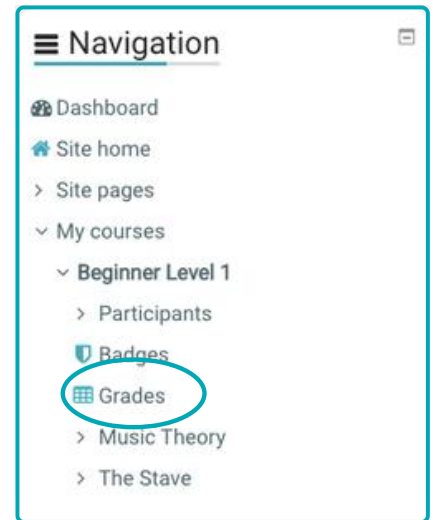 Navigation
Dashboard
Site home
Site pages
My courses
Beginner Level 1
Participants
Badges
Grades
Music Theory
The Stave